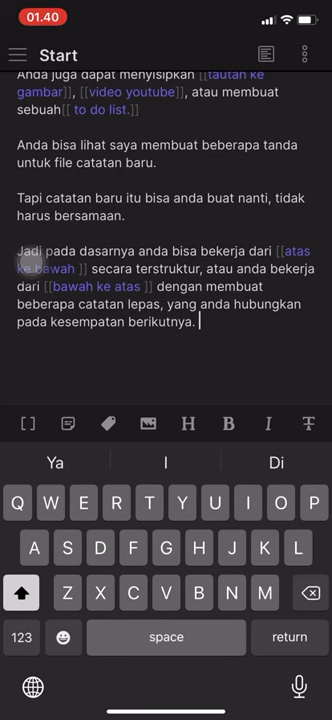 01.40
Start
Anda juga dapat menyisipkan [[tautan ke
gambar]], [[video youtube]], atau membuat
sebuah[[ to do list.]]
Anda bisa lihat saya membuat beberapa tanda
untuk file catatan baru.
Tapi catatan baru itu bisa anda buat nanti, tidak
harus bersamaan.
Jadi pada dasarnya anda bisa bekerja dari [[atas
ke bawah ]] secara terstruktur, atau anda bekerja
dari [[bawah ke atas ]] dengan membuat
beberapa catatan lepas, yang anda hubungkan
pada kesempatan berikutnya.
[ ] H B I T
Ya I Di
Q W E R T Y U I O P
A S D F G H J K L
Z X C V B N M
123 space return